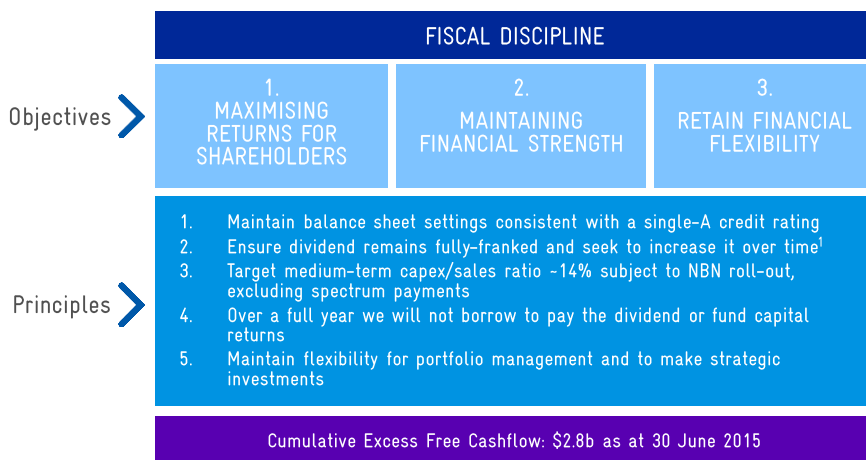 FISCAL DISCIPLINE
Objectives
1.
MAXIMISING
RETURNS FOR
SHAREHOLDERS
2.
MAINTAINING
FINANCIAL STRENGTH
3.
RETAIN FINANCIAL
FLEXIBILITY
Principles
1. Maintain balance sheet settings consistent with a single-A credit rating
2. Ensure dividend remains fully-franked and seek to increase it over time¹
3. Target medium-term capex/sales ratio ~14% subject to NBN roll-out,
excluding spectrum payments
4. Over a full year we will not borrow to pay the dividend or fund capital
returns
5. Maintain flexibility for portfolio management and to make strategic
investments
Cumulative Excess Free Cashflow: $2.8b as at 30 June 2015